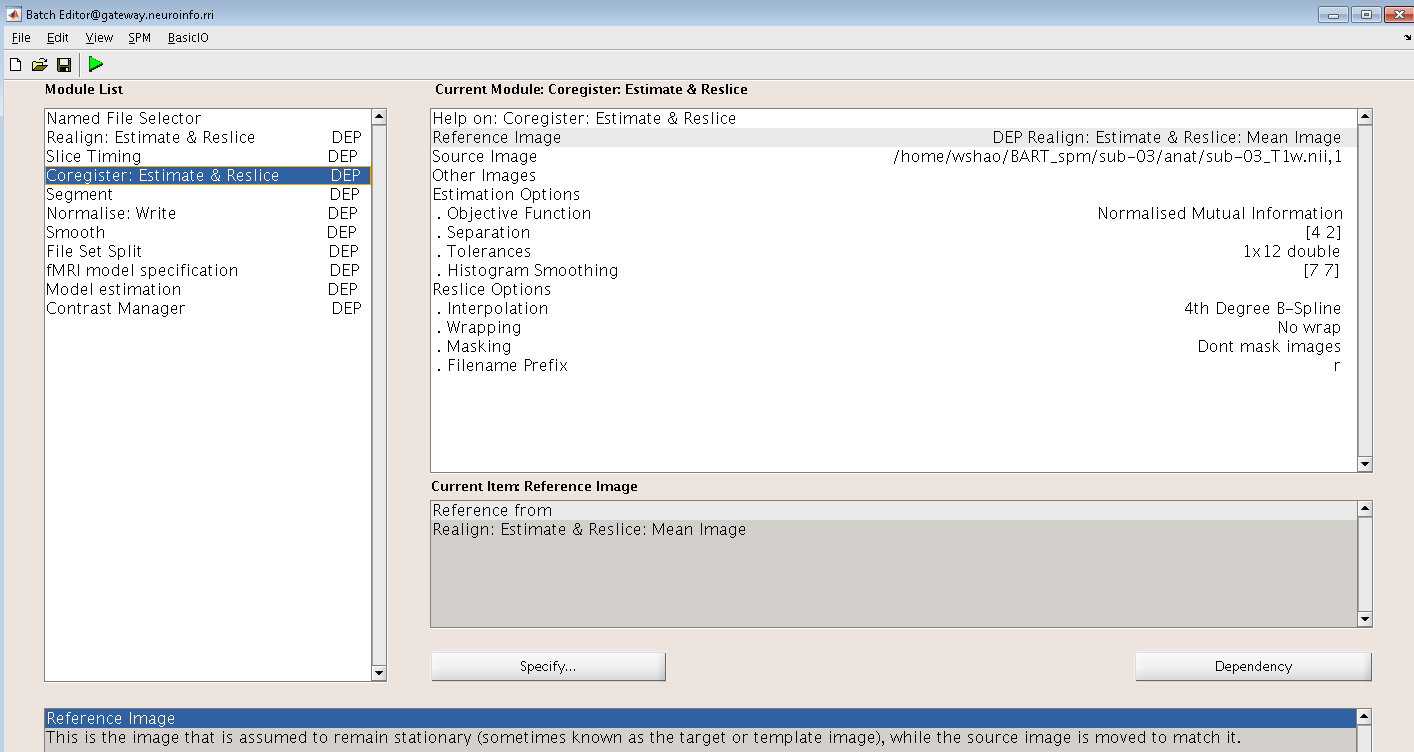 Batch Editor@gateway.neuroinfo.rri
File Edit View SPM BasicIO
Module List
Named File Selector
Realign: Estimate & Reslice DEP
Slice Timing DEP
Coregister: Estimate & Reslice DEP
Segment DEP
Normalise: Write DEP
Smooth DEP
File Set Split DEP
fMRI model specification DEP
Model estimation DEP
Contrast Manager DEP
Current Module: Coregister: Estimate & Reslice
Help on: Coregister: Estimate & Reslice
Reference Image DEP Realign: Estimate & Reslice: Mean Image
Source Image /home/wshao/BART_spm/sub-03/anat/sub-03_T1w.nii,1
Other Images
Estimation Options
. Objective Function Normalised Mutual Information
. Separation [4 2]
. Tolerances 1x12 double
. Histogram Smoothing [7 7]
Reslice Options
. Interpolation 4th Degree B-Spline
. Wrapping No wrap
. Masking Dont mask images
. Filename Prefix r
Current Item: Reference Image
Reference from
Realign: Estimate & Reslice: Mean Image
Specify... Dependency
Reference Image
This is the image that is assumed to remain stationary (sometimes known as the target or template image), while the source image is moved to match it.